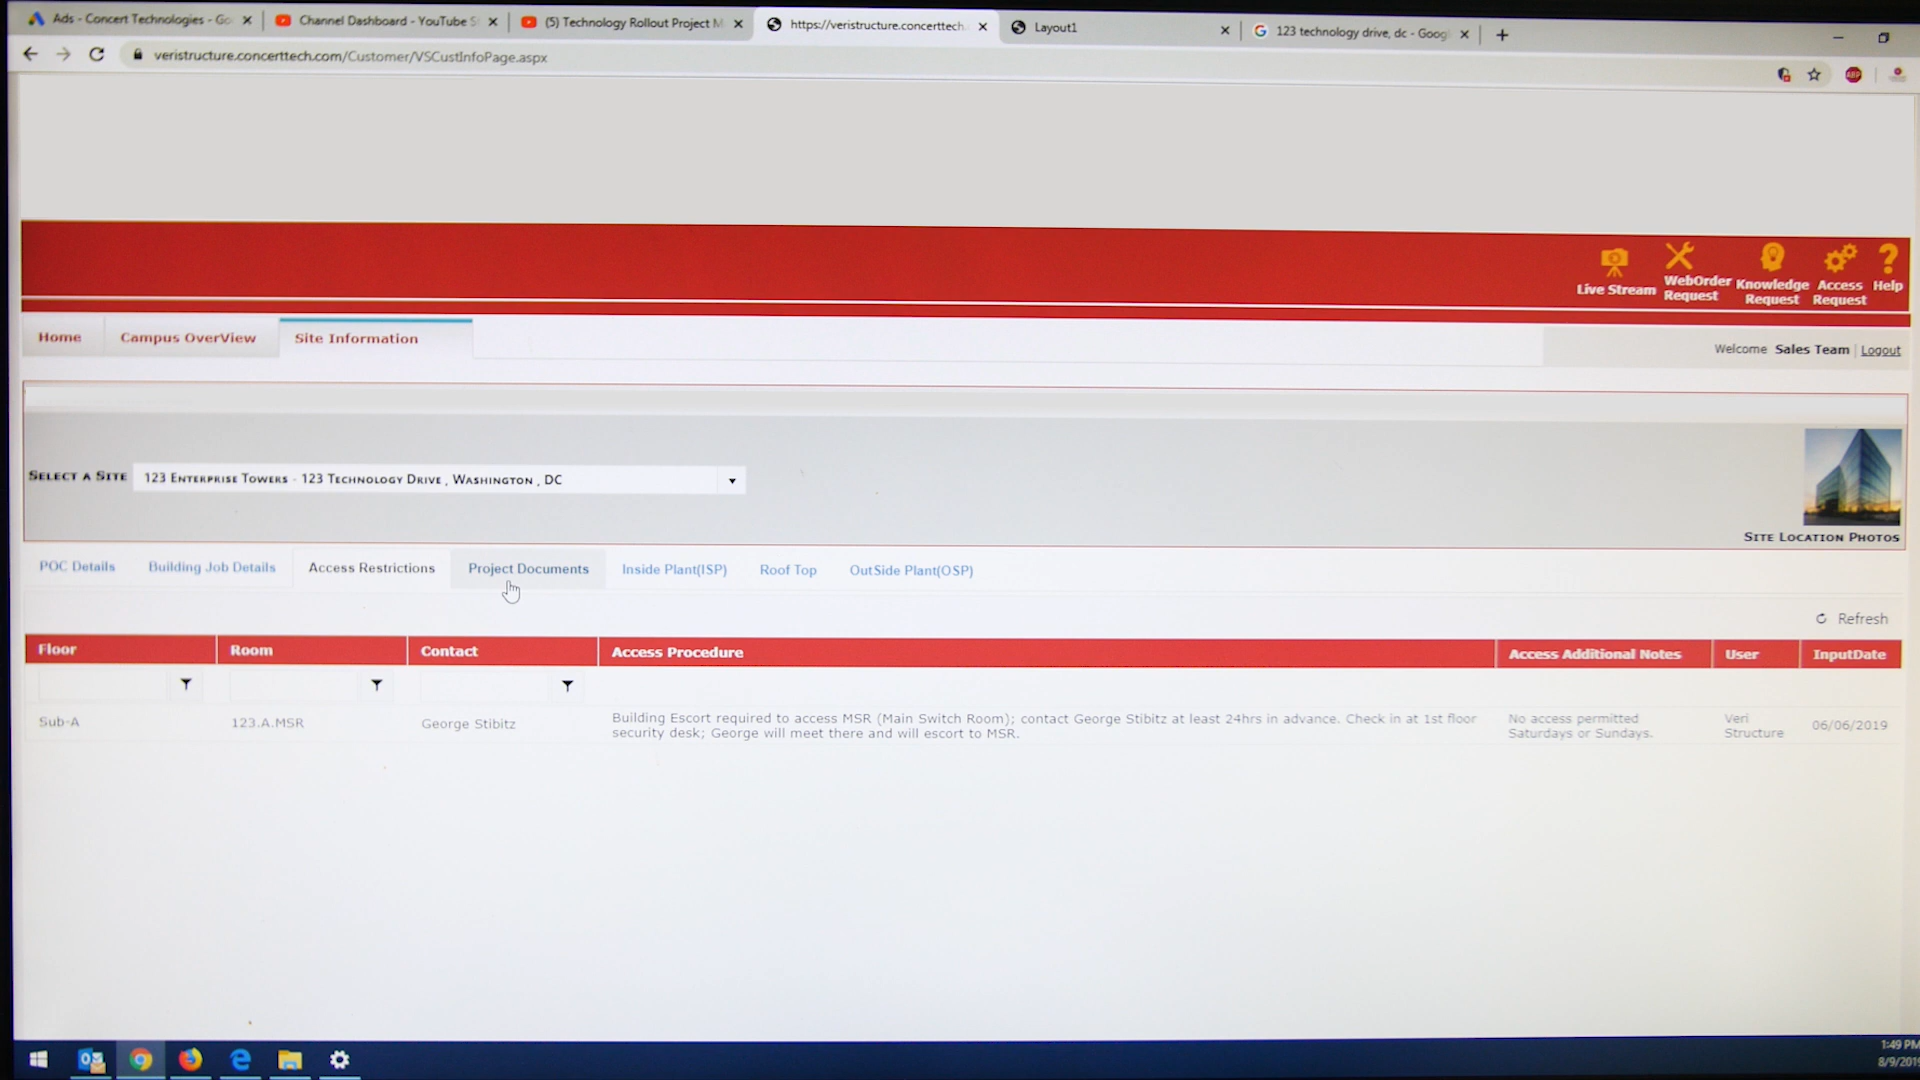 Ads - Concert Technologies - Go
Channel Dashboard - YouTube S
(5) Technology Rollout Project M
https://veristructure.concerttech.
Layout1
123 technology drive, dc - Goog
veristructure.concerttech.com/Customer/VSCustInfoPage.aspx
ABP
Live Stream
WebOrder Request
Knowledge Request
Access Request
Help
Home
Campus OverView
Site Information
Welcome Sales Team | Logout
Select a Site
123 Enterprise Towers - 123 Technology Drive , Washington , DC
Site Location Photos
POC Details
Building Job Details
Access Restrictions
Project Documents
Inside Plant(ISP)
Roof Top
OutSide Plant(OSP)
Refresh
Floor
Room
Contact
Access Procedure
Access Additional Notes
User
InputDate
Sub-A
123.A.MSR
George Stibitz
Building Escort required to access MSR (Main Switch Room); contact George Stibitz at least 24hrs in advance. Check in at 1st floor
security desk; George will meet there and will escort to MSR.
No access permitted
Saturdays or Sundays.
Veri
Structure
06/06/2019
1:49 PM
8/9/201